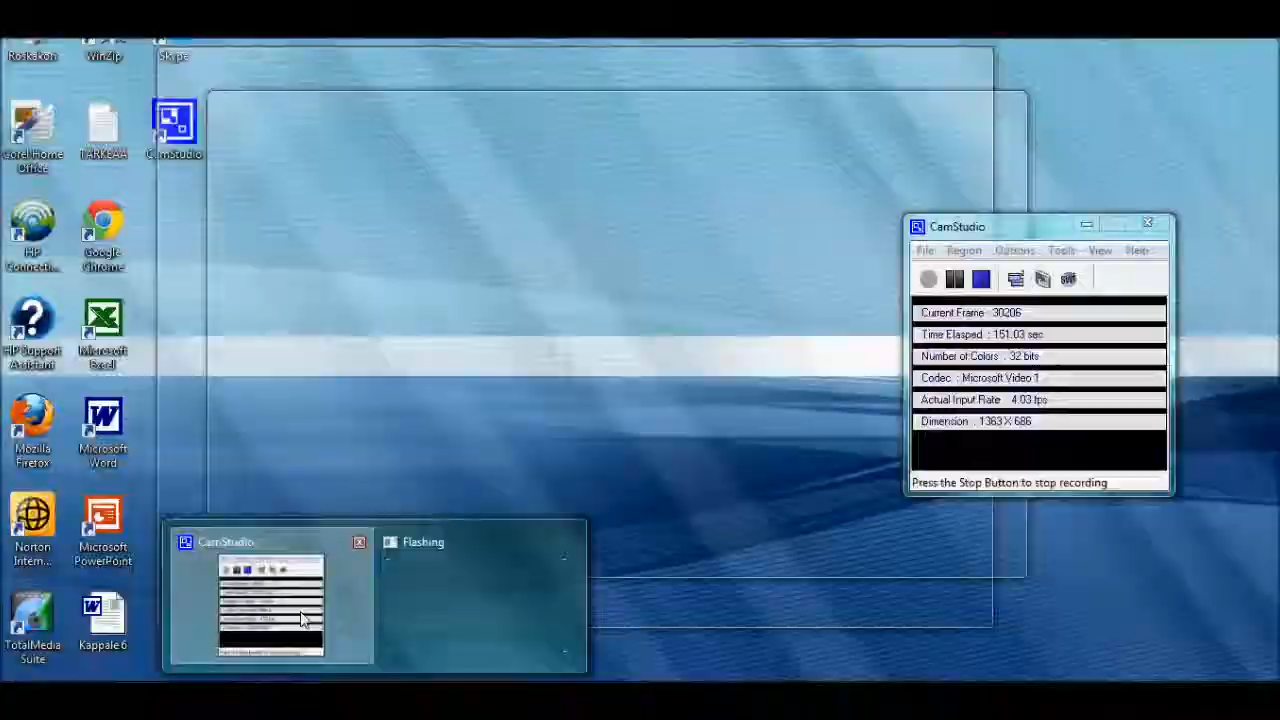 Roskakori
WinZip
Skype
Corel Home
Office
TARKEAA
CamStudio
HP
Connecti...
Google
Chrome
HP Support
Assistant
Microsoft
Excel
Mozilla
Firefox
Microsoft
Word
Norton
Intern...
Microsoft
PowerPoint
TotalMedia
Suite
Kappale 6
CamStudio
File Region Options Tools View Help
Current Frame : 30206
Time Elasped : 151.03 sec
Number of Colors : 32 bits
Codec : Microsoft Video 1
Actual Input Rate : 4.03 fps
Dimension : 1363 X 686
Press the Stop Button to stop recording
CamStudio
Flashing